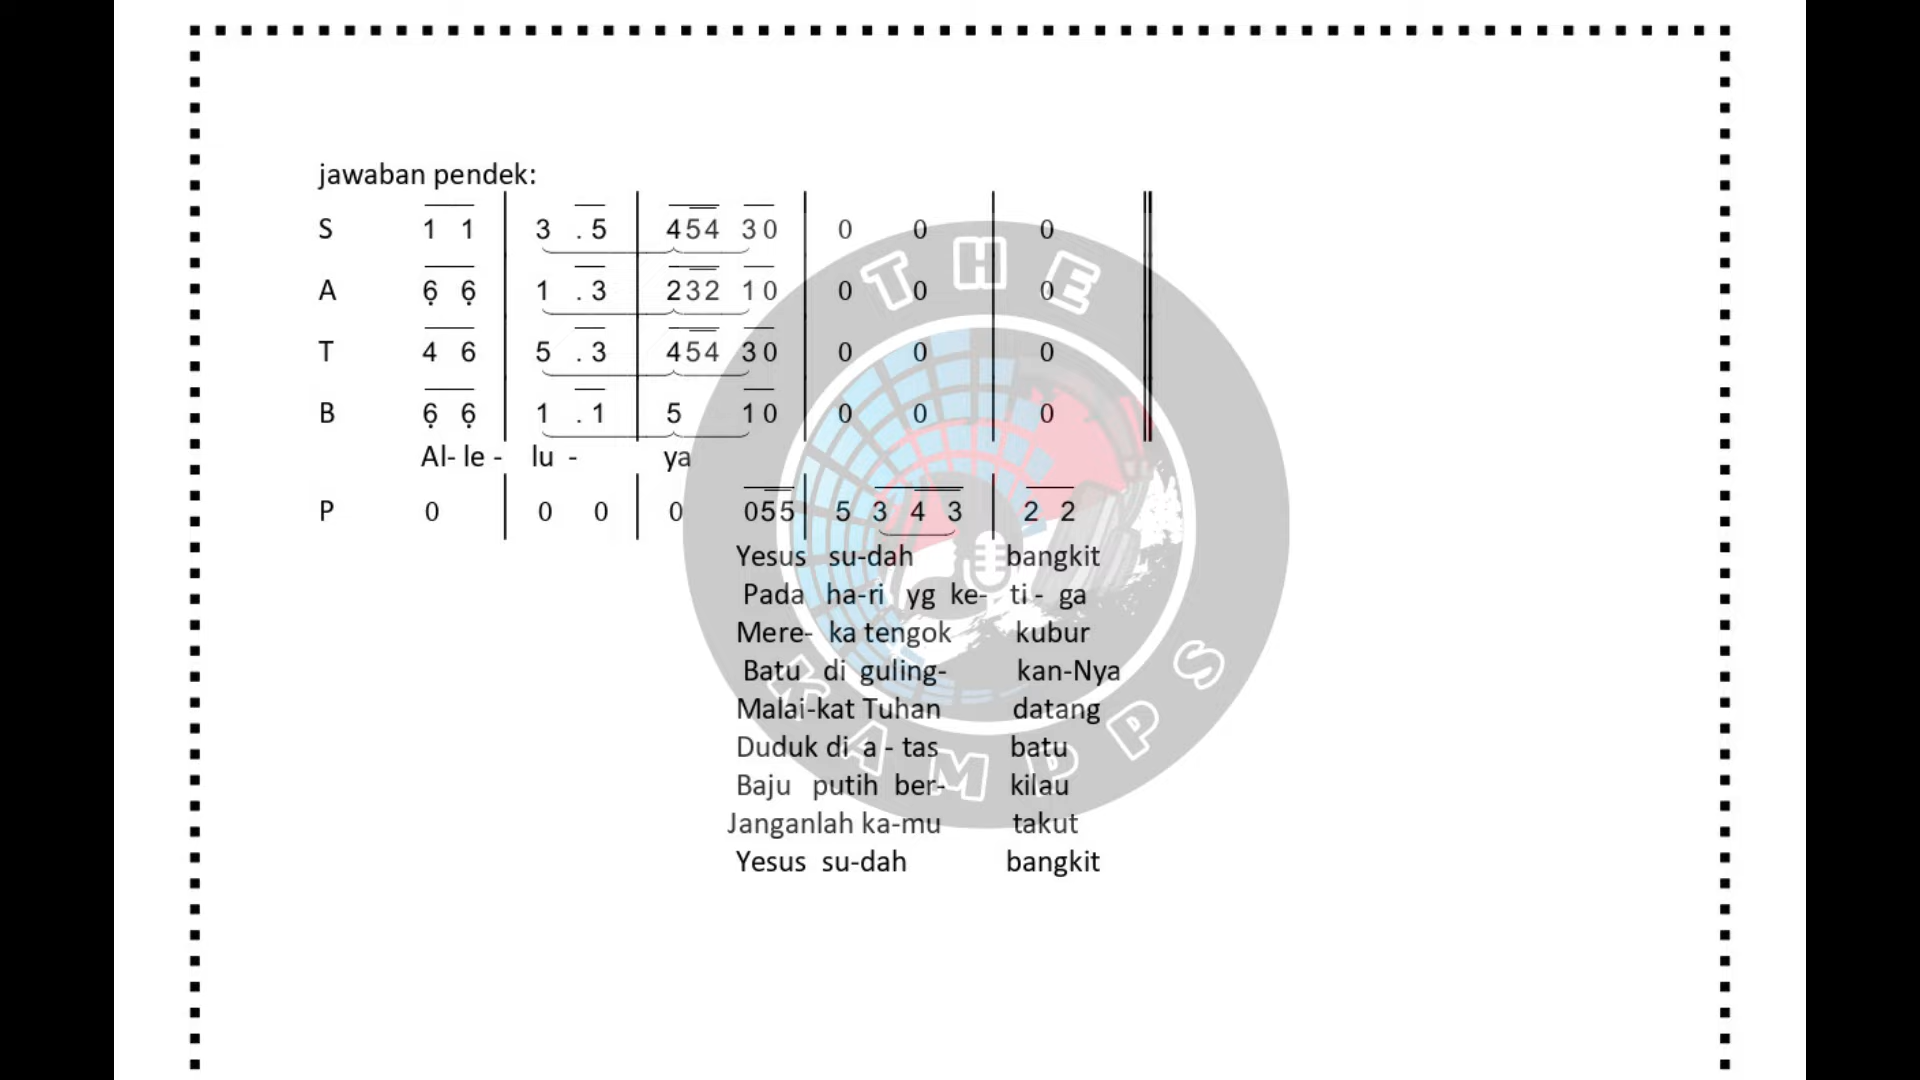 jawaban pendek:
S 1 1 | 3 . 5 | 454 30 | 0 0 | 0 ||
A 6̣ 6̣ | 1 . 3 | 232 10 | 0 0 | 0 ||
T 4 6 | 5 . 3 | 454 30 | 0 0 | 0 ||
B 6̣ 6̣ | 1 . 1 | 5 10 | 0 0 | 0 ||
Al- le - lu - ya
P 0 | 0 0 | 0 055 | 5 3 4 3 | 2 2
Yesus su-dah bangkit
Pada ha-ri yg ke- ti - ga
Mere- ka tengok kubur
Batu di guling- kan-Nya
Malai-kat Tuhan datang
Duduk di a - tas batu
Baju putih ber- kilau
Janganlah ka-mu takut
Yesus su-dah bangkit
THE
KAMPPS